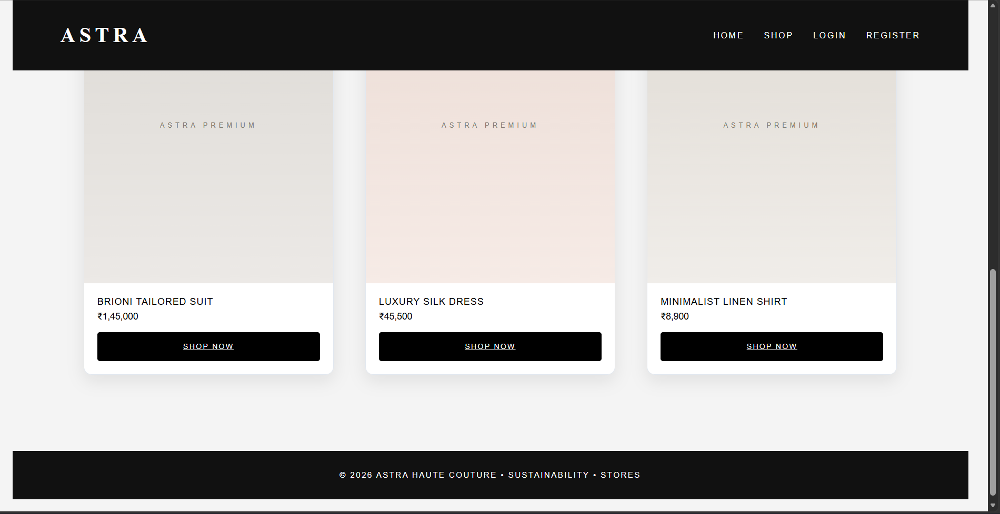 ASTRA
HOME SHOP LOGIN REGISTER
ASTRA PREMIUM
ASTRA PREMIUM
ASTRA PREMIUM
BRIONI TAILORED SUIT
₹1,45,000
SHOP NOW
LUXURY SILK DRESS
₹45,500
SHOP NOW
MINIMALIST LINEN SHIRT
₹8,900
SHOP NOW
© 2026 ASTRA HAUTE COUTURE • SUSTAINABILITY • STORES